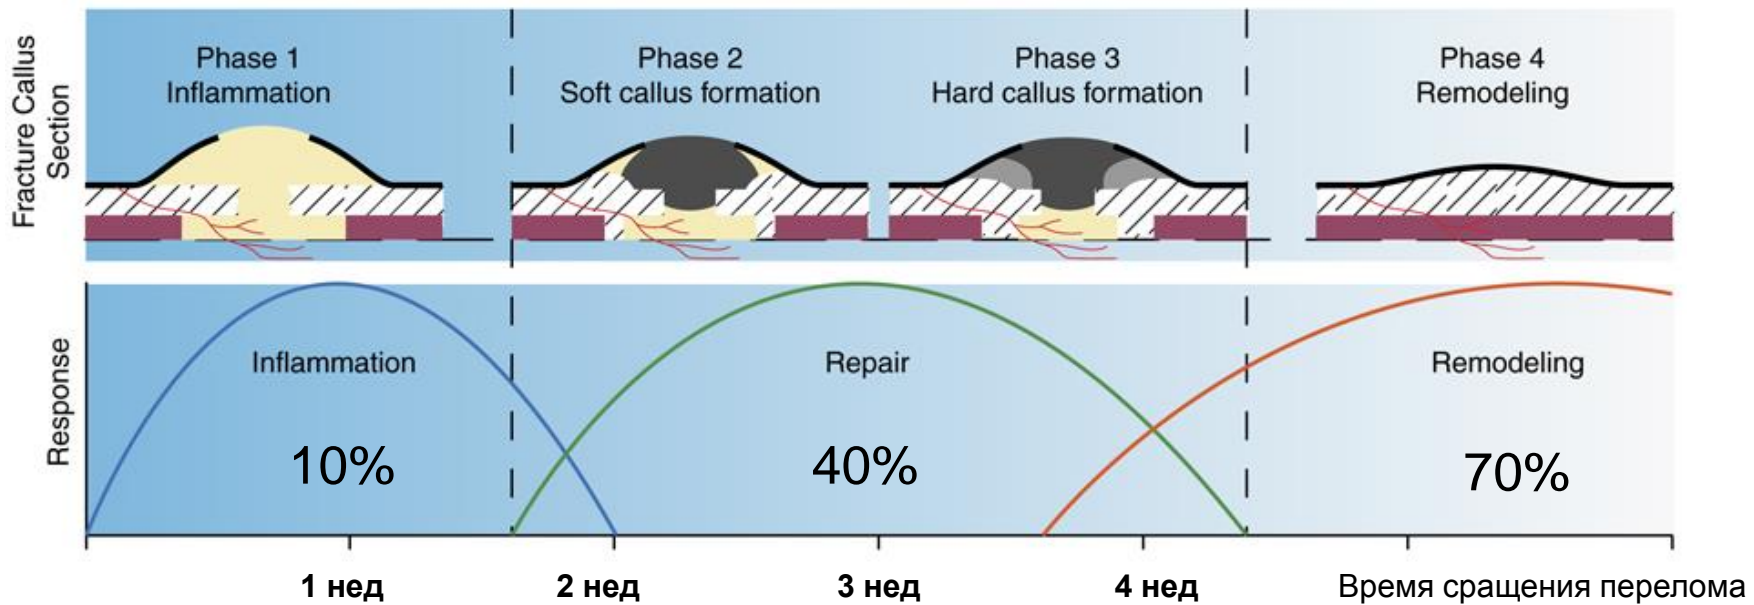 Fracture Callus
Section
Phase 1
Inflammation
Phase 2
Soft callus formation
Phase 3
Hard callus formation
Phase 4
Remodeling
Response
Inflammation
Repair
Remodeling
10%
40%
70%
1 нед
2 нед
3 нед
4 нед
Время сращения перелома